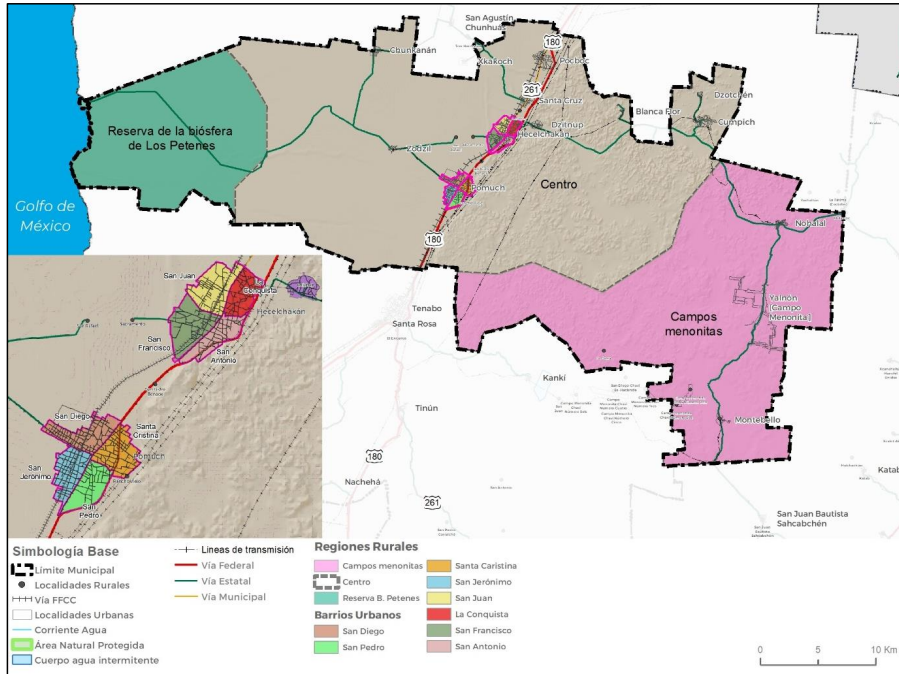 San Agustín
Chunhuás
180
Chunkanán
Xkakoch
Pocboc
261
Santa Cruz
Dzotchén
Blanca Flor
Cumpich
Dzitnup
Hecelchakán
Reserva de la biósfera
de Los Petenes
Zodzil
Centro
Pomuch
Golfo de
México
180
Nohalal
San Juan
La
Conquista
Hecelchakan
Yalnón
(Campo
Menonita)
Tenabo
Campos
menonitas
Santa Rosa
San
Francisco
San
Antonio
Kankí
San Diego
Santa
Cristina
Tinún
Montebello
Pomuch
San
Jerónimo
180
Katab
San
Pedro
Nachehá
261
San Juan Bautista
Sahcabchén
Simbología Base
Límite Municipal
Localidades Rurales
Vía FFCC
Localidades Urbanas
Corriente Agua
Área Natural Protegida
Cuerpo agua intermitente
Líneas de transmisión
Vía Federal
Vía Estatal
Vía Municipal
Regiones Rurales
Campos menonitas
Centro
Reserva B. Petenes
Barrios Urbanos
San Diego
San Pedro
Santa Caristina
San Jerónimo
San Juan
La Conquista
San Francisco
San Antonio
0 5 10 Km